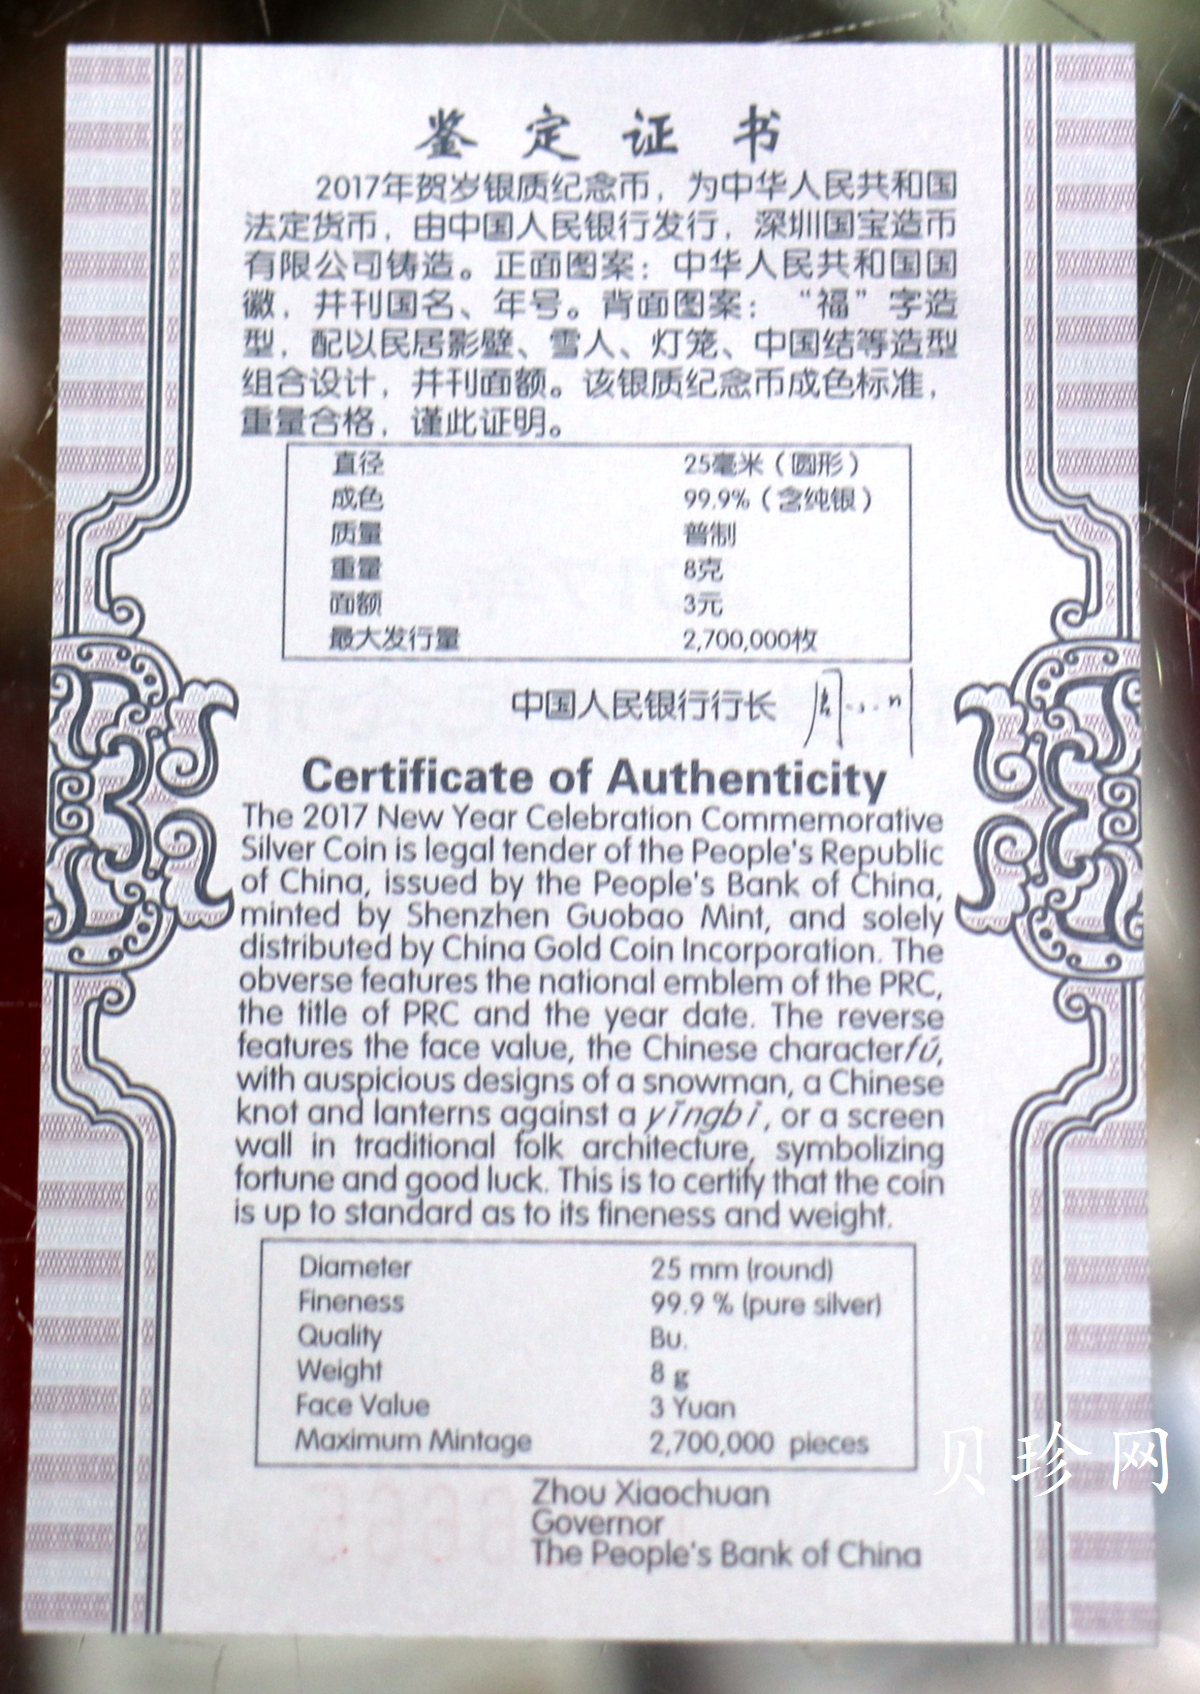 鉴定证书
2017年贺岁银质纪念币，为中华人民共和国
法定货币，由中国人民银行发行，深圳国宝造币
有限公司铸造。正面图案：中华人民共和国国
徽，并刊国名、年号。背面图案：“福”字造
型，配以民居影壁、雪人、灯笼、中国结等造型
组合设计，并刊面额。该银质纪念币成色标准，
重量合格，谨此证明。
直径 25毫米（圆形）
成色 99.9%（含纯银）
质量 普制
重量 8克
面额 3元
最大发行量 2,700,000枚
中国人民银行行长
Certificate of Authenticity
The 2017 New Year Celebration Commemorative
Silver Coin is legal tender of the People's Republic
of China, issued by the People's Bank of China,
minted by Shenzhen Guobao Mint, and solely
distributed by China Gold Coin Incorporation. The
obverse features the national emblem of the PRC,
the title of PRC and the year date. The reverse
features the face value, the Chinese characterfú,
with auspicious designs of a snowman, a Chinese
knot and lanterns against a yǐngbì, or a screen
wall in traditional folk architecture, symbolizing
fortune and good luck. This is to certify that the coin
is up to standard as to its fineness and weight.
Diameter 25 mm (round)
Fineness 99.9 % (pure silver)
Quality Bu.
Weight 8 g
Face Value 3 Yuan
Maximum Mintage 2,700,000 pieces
Zhou Xiaochuan
Governor
The People's Bank of China
贝珍网